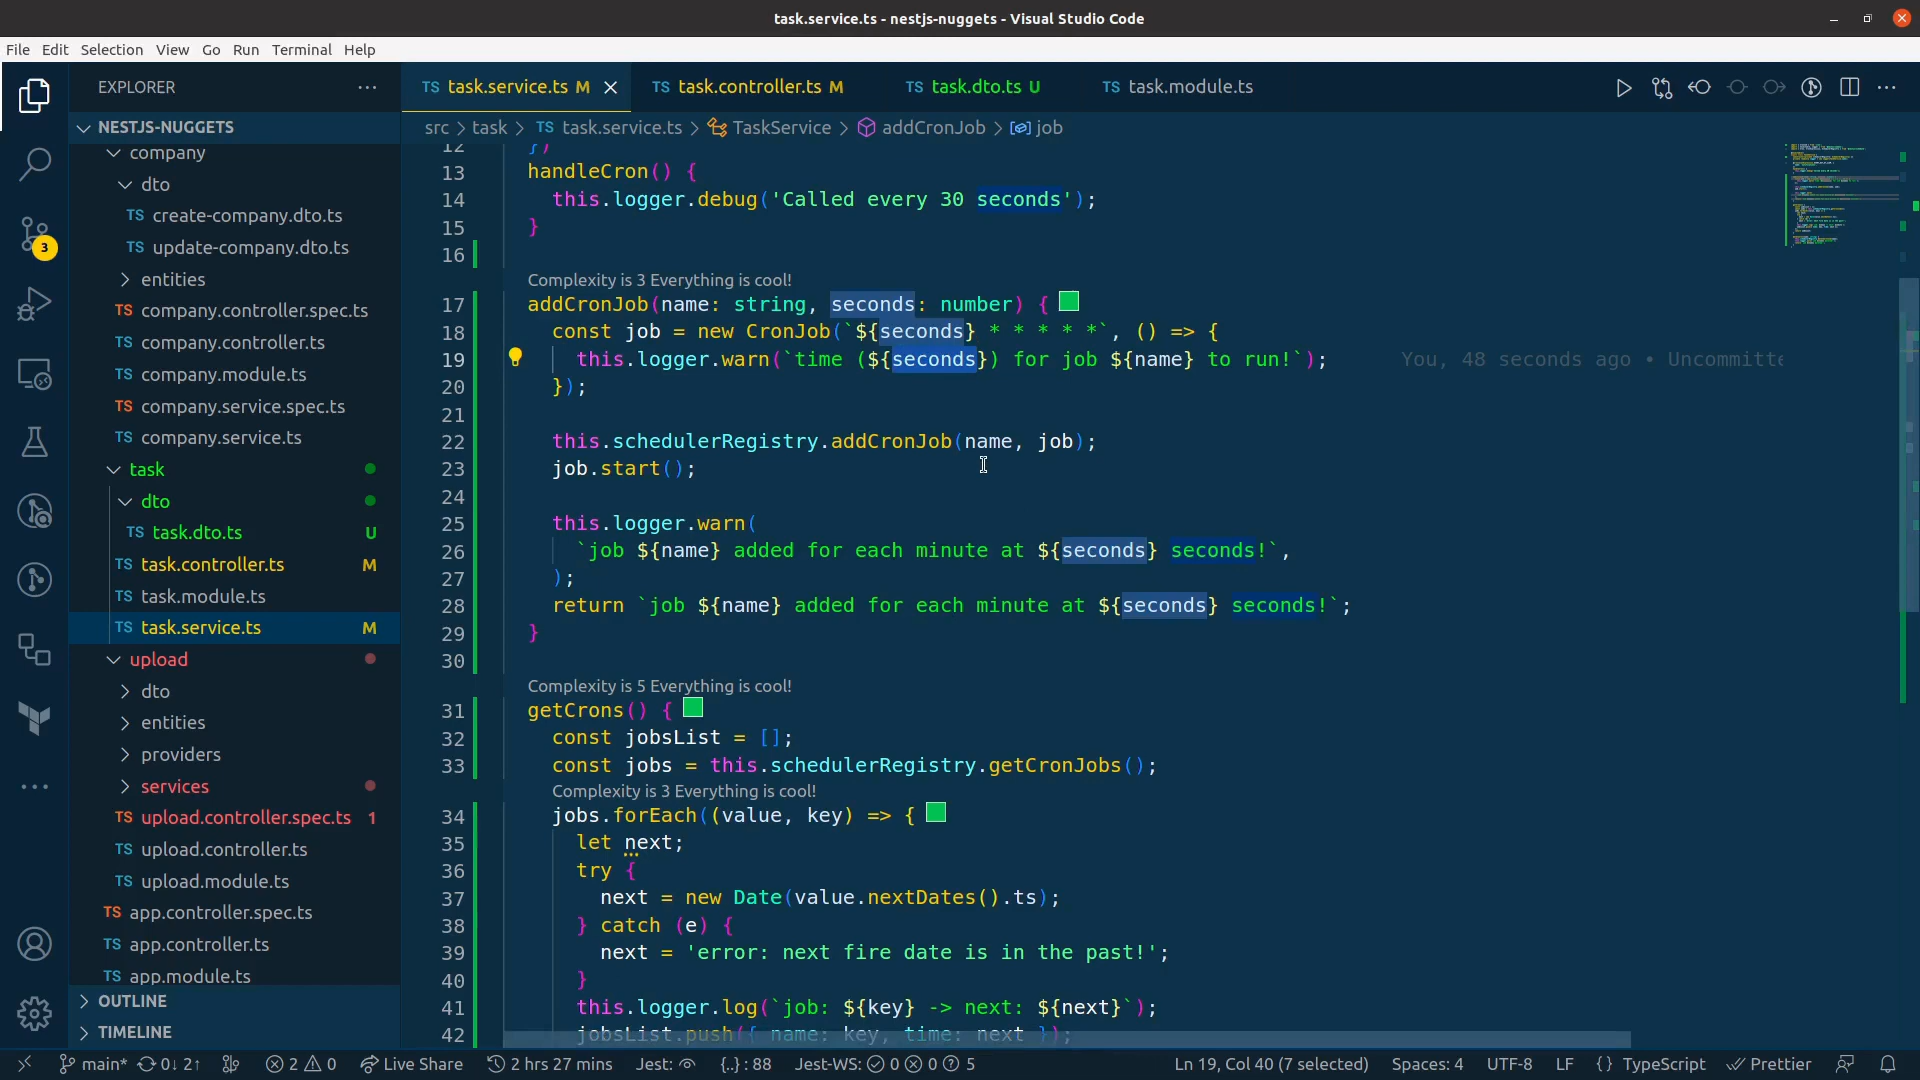 task.service.ts - nestjs-nuggets - Visual Studio Code
File Edit Selection View Go Run Terminal Help
EXPLORER
NESTJS-NUGGETS
company
dto
TS create-company.dto.ts
TS update-company.dto.ts
entities
TS company.controller.spec.ts
TS company.controller.ts
TS company.module.ts
TS company.service.spec.ts
TS company.service.ts
task
dto
TS task.dto.ts U
TS task.controller.ts M
TS task.module.ts
TS task.service.ts M
upload
dto
entities
providers
services
TS upload.controller.spec.ts 1
TS upload.controller.ts
TS upload.module.ts
TS app.controller.spec.ts
TS app.controller.ts
TS app.module.ts
OUTLINE
TIMELINE
3
TS task.service.ts M TS task.controller.ts M TS task.dto.ts U TS task.module.ts
src > task > TS task.service.ts > TaskService > addCronJob > job
12 })
13 handleCron() {
14 this.logger.debug('Called every 30 seconds');
15 }
16
Complexity is 3 Everything is cool!
17 addCronJob(name: string, seconds: number) {
18 const job = new CronJob(`${seconds} * * * * *`, () => {
19 this.logger.warn(`time (${seconds}) for job ${name} to run!`); You, 48 seconds ago • Uncommitte
20 });
21
22 this.schedulerRegistry.addCronJob(name, job);
23 job.start();
24
25 this.logger.warn(
26 `job ${name} added for each minute at ${seconds} seconds!`,
27 );
28 return `job ${name} added for each minute at ${seconds} seconds!`;
29 }
30
Complexity is 5 Everything is cool!
31 getCrons() {
32 const jobsList = [];
33 const jobs = this.schedulerRegistry.getCronJobs();
Complexity is 3 Everything is cool!
34 jobs.forEach((value, key) => {
35 let next;
36 try {
37 next = new Date(value.nextDates().ts);
38 } catch (e) {
39 next = 'error: next fire date is in the past!';
40 }
41 this.logger.log(`job: ${key} -> next: ${next}`);
42 jobsList.push({ name: key, time: next });
main* 0↓ 2↑ 2 0 Live Share 2 hrs 27 mins Jest: {..} : 88 Jest-WS: 0 0 5 Ln 19, Col 40 (7 selected) Spaces: 4 UTF-8 LF {} TypeScript Prettier